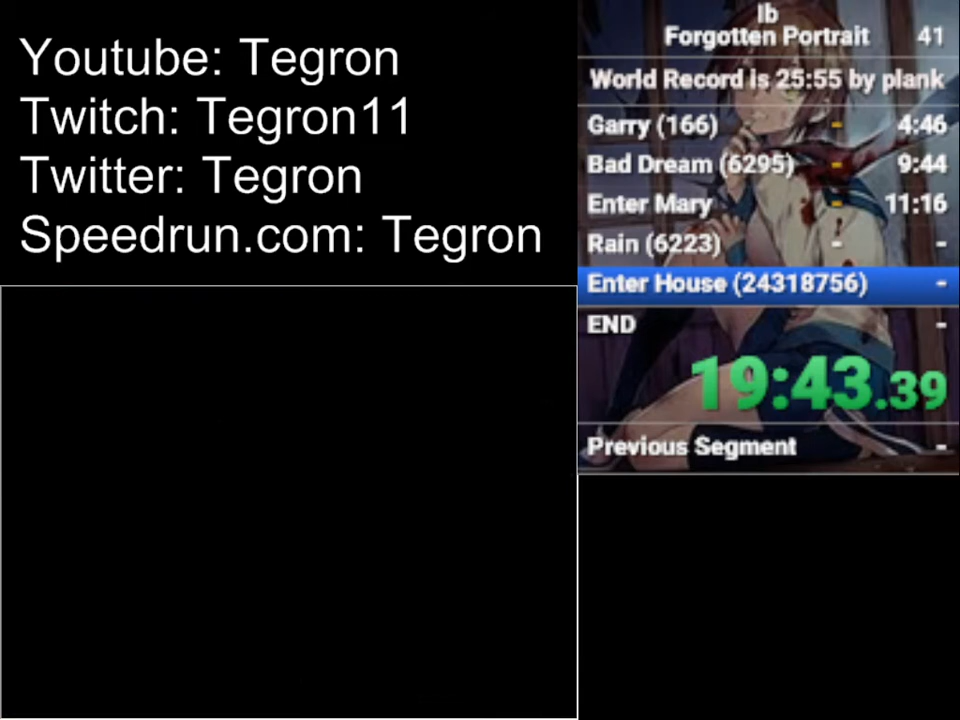 Youtube: Tegron
Twitch: Tegron11
Twitter: Tegron
Speedrun.com: Tegron
Ib
Forgotten Portrait 41
World Record is 25:55 by plank
Garry (166) - 4:46
Bad Dream (6295) - 9:44
Enter Mary - 11:16
Rain (6223) - -
Enter House (24318756) -
END -
19:43.39
Previous Segment -